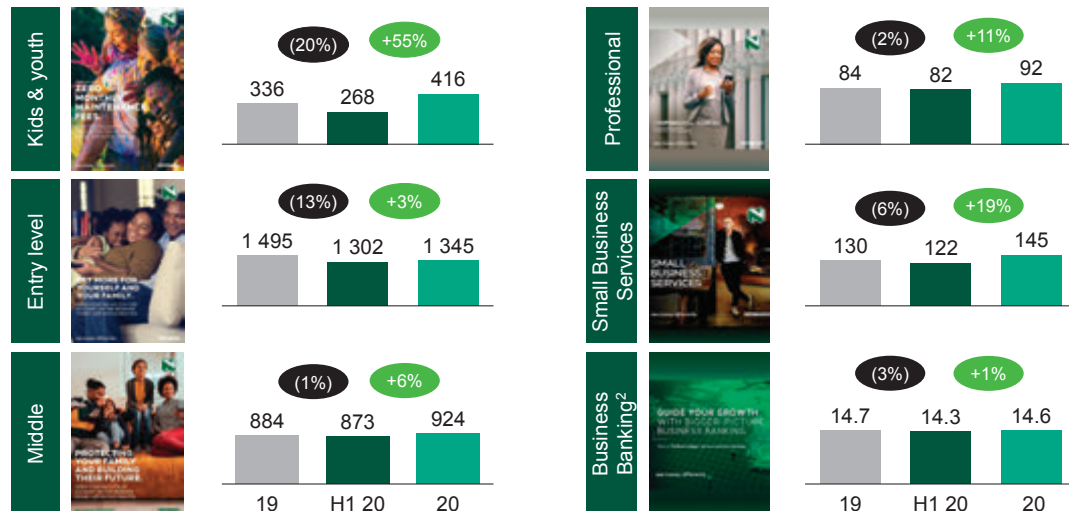 Kids & youth
ZERO
MONTHLY
MAINTENANCE
FEES.
(20%) +55%
336 268 416
Entry level
YOURSELF AND
YOUR FAMILY.
(13%) +3%
1 495 1 302 1 345
Middle
PROTECTING
YOUR FAMILY
AND BUILDING
THEIR FUTURE.
(1%) +6%
884 873 924
19 H1 20 20
Professional
(2%) +11%
84 82 92
Small Business
Services
SMALL
BUSINESS
SERVICES
(6%) +19%
130 122 145
Business
Banking²
GUIDE YOUR GROWTH
WITH BIGGER-PICTURE
BUSINESS BANKING.
(3%) +1%
14.7 14.3 14.6
19 H1 20 20